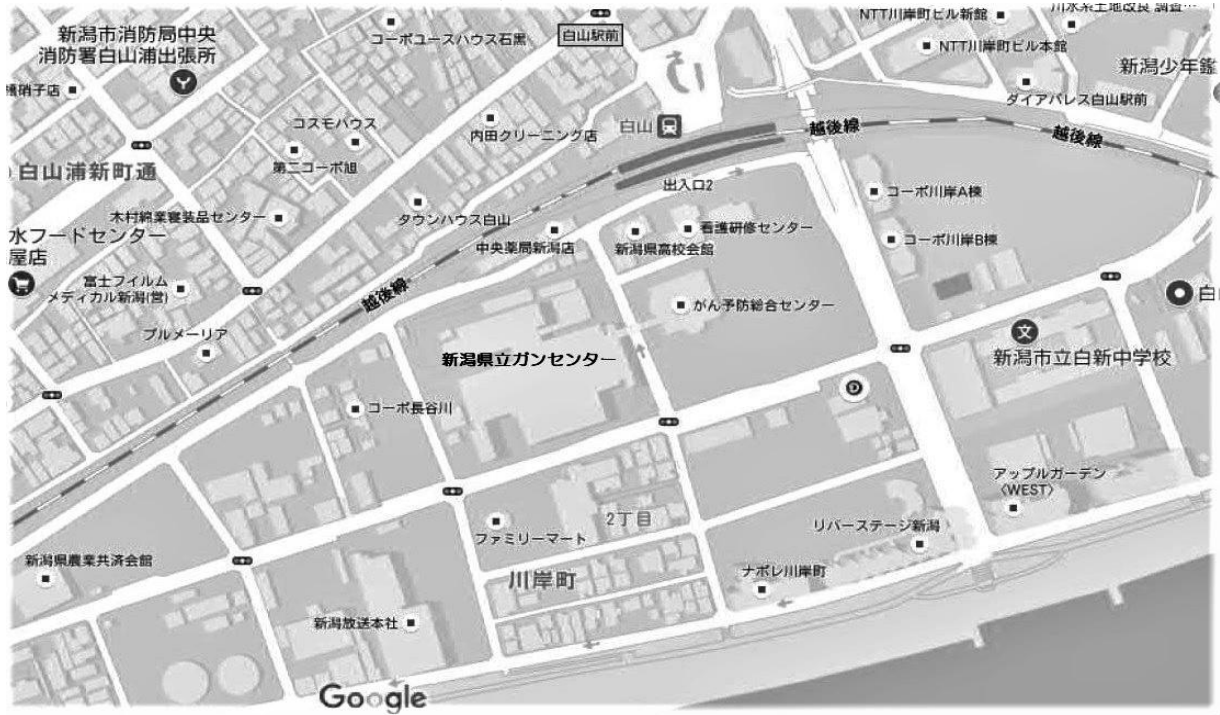 新潟市消防局中央
消防署白山浦出張所
コーポユースハウス石黒
白山駅前
NTT川岸町ビル新館
NTT川岸町ビル本館
新潟少年鑑
硝子店
コスモハウス
第二コーポ旭
内田クリーニング店
白山
越後線
越後線
ダイアパレス白山駅前
白山浦新町通
木村綿業寝装品センター
タウンハウス白山
出入口2
コーポ川岸A棟
水フードセンター
屋店
中央薬局新潟店
新潟県高校会館
看護研修センター
コーポ川岸B棟
富士フイルム
メディカル新潟(営)
越後線
がん予防総合センター
白
プルメーリア
新潟県立ガンセンター
文
新潟市立白新中学校
コーポ長谷川
D
アップルガーデン
〈WEST〉
2丁目
ファミリーマート
リバーステージ新潟
新潟県農業共済会館
川岸町
ナポレ川岸町
新潟放送本社
Google